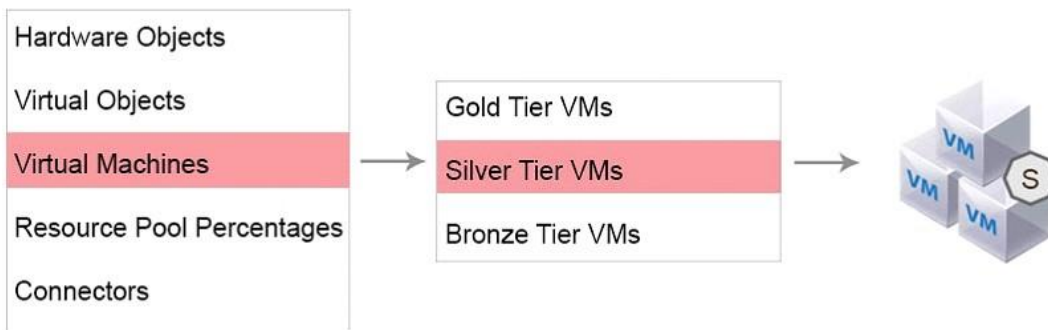 Hardware Objects
Virtual Objects
Virtual Machines
Resource Pool Percentages
Connectors
Gold Tier VMs
Silver Tier VMs
Bronze Tier VMs
VM
S
VM
VM